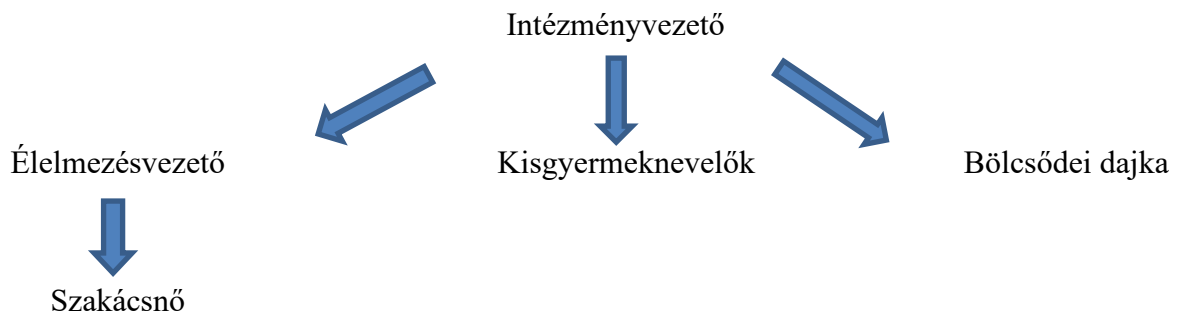 Intézményvezető
Élelmezésvezető
Kisgyermeknevelők
Bölcsődei dajka
Szakácsnő